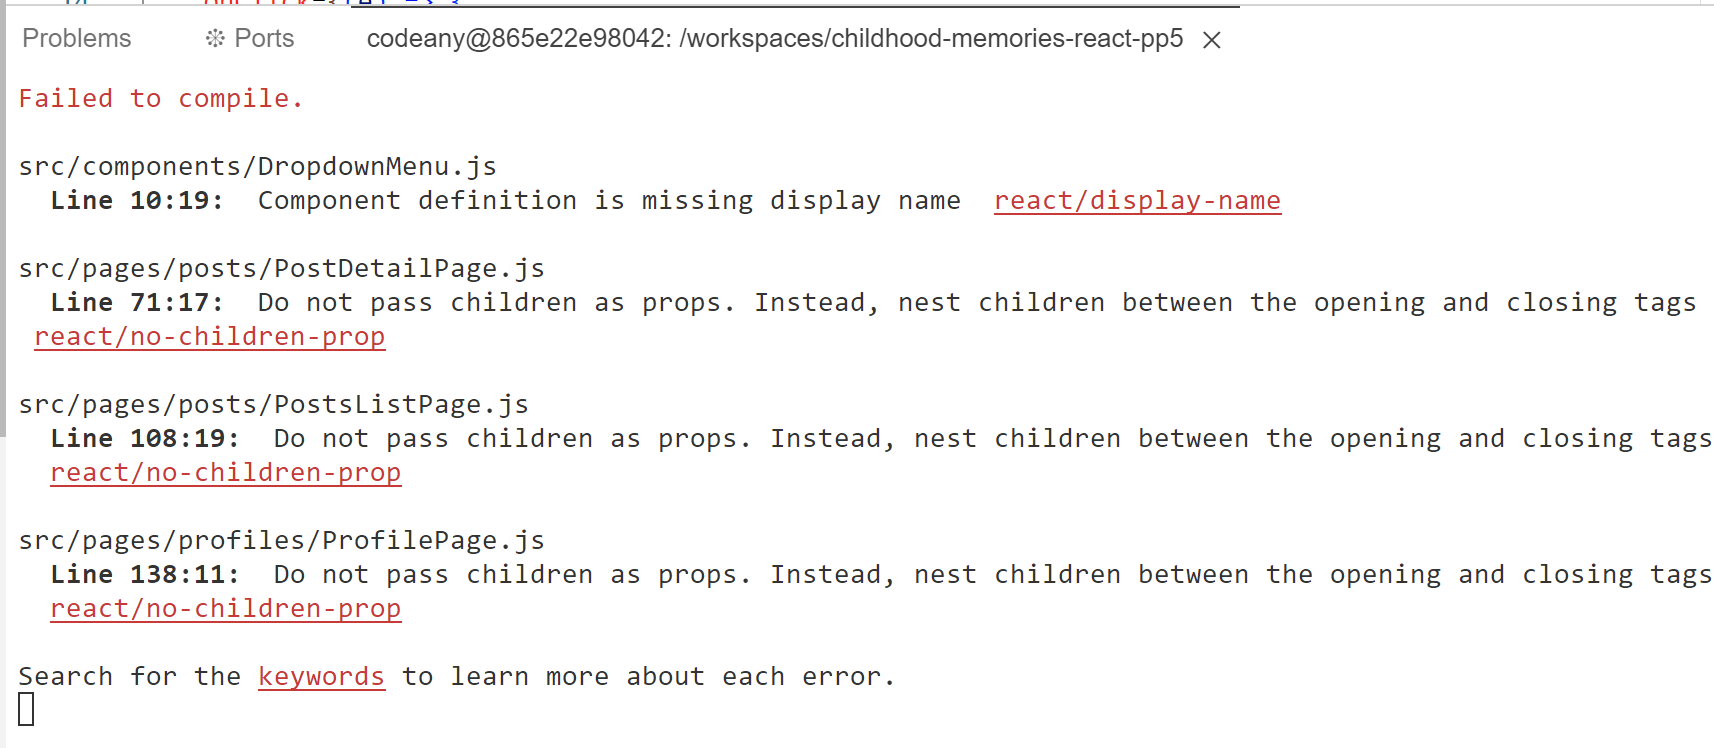 Problems Ports codeany@865e22e98042: /workspaces/childhood-memories-react-pp5
Failed to compile.
src/components/DropdownMenu.js
Line 10:19: Component definition is missing display name react/display-name
src/pages/posts/PostDetailPage.js
Line 71:17: Do not pass children as props. Instead, nest children between the opening and closing tags
react/no-children-prop
src/pages/posts/PostsListPage.js
Line 108:19: Do not pass children as props. Instead, nest children between the opening and closing tags
react/no-children-prop
src/pages/profiles/ProfilePage.js
Line 138:11: Do not pass children as props. Instead, nest children between the opening and closing tags
react/no-children-prop
Search for the keywords to learn more about each error.